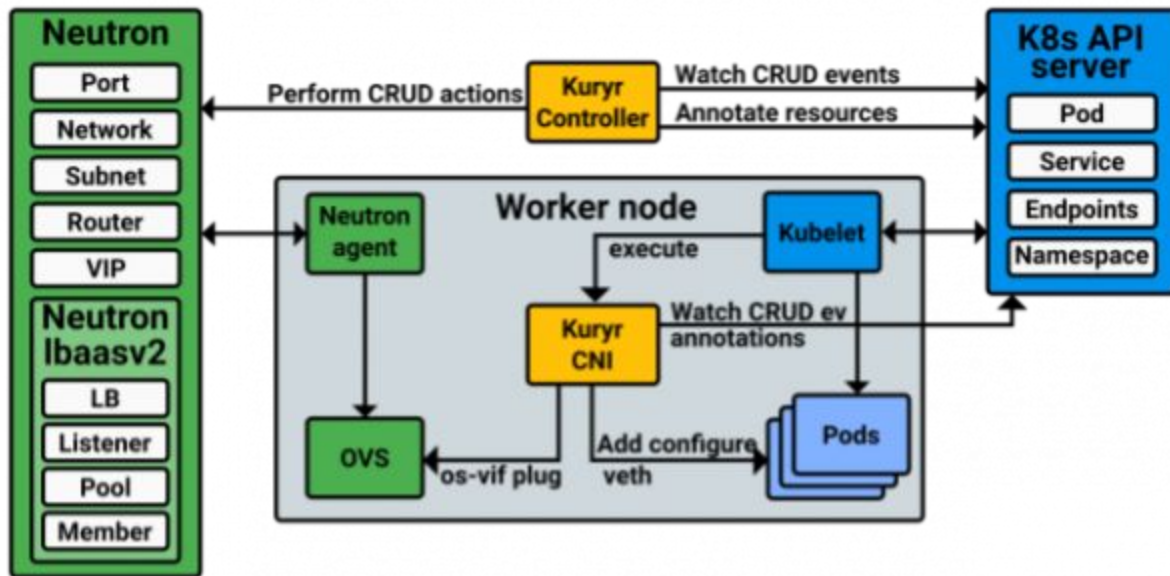 Neutron
Port
Network
Subnet
Router
VIP
Neutron
lbaasv2
LB
Listener
Pool
Member
Perform CRUD actions
Kuryr
Controller
Watch CRUD events
Annotate resources
K8s API
server
Pod
Service
Endpoints
Namespace
Worker node
Neutron
agent
Kubelet
execute
Kuryr
CNI
Watch CRUD ev
annotations
OVS
os-vif plug
Add configure
veth
Pods